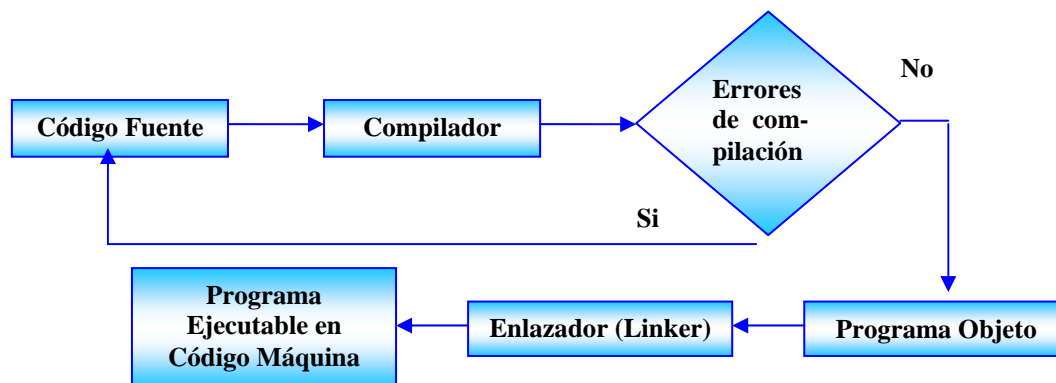 Código Fuente
Compilador
Errores
de com-
pilación
No
Si
Programa
Ejecutable en
Código Máquina
Enlazador (Linker)
Programa Objeto